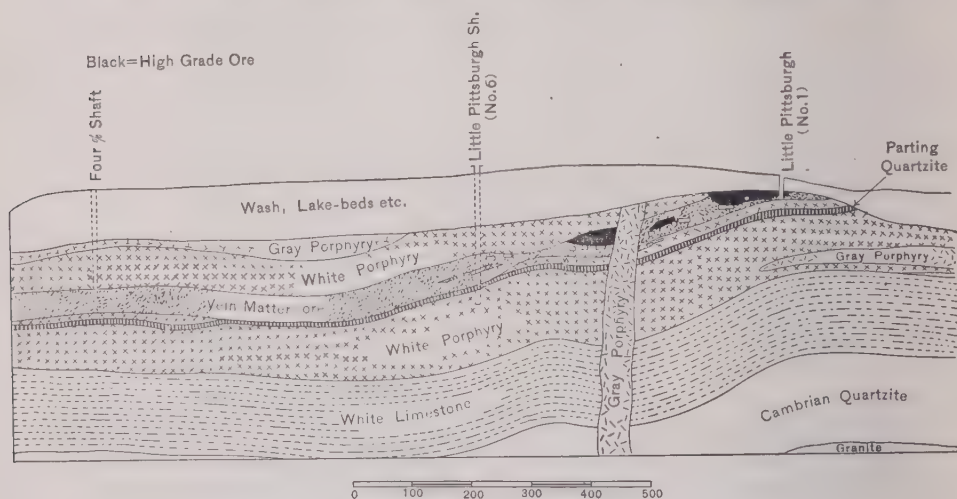 Black=High Grade Ore
Four % Shaft
Little Pittsburgh Sh.
(No.6)
Little Pittsburgh
(No.1)
Parting
Quartzite
Wash, Lake-beds etc.
Gray Porphyry
White Porphyry
Gray Porphyry
Vein Matter ore
White Porphyry
Gray Porphyry
White Limestone
Cambrian Quartzite
Granite
0 100 200 300 400 500